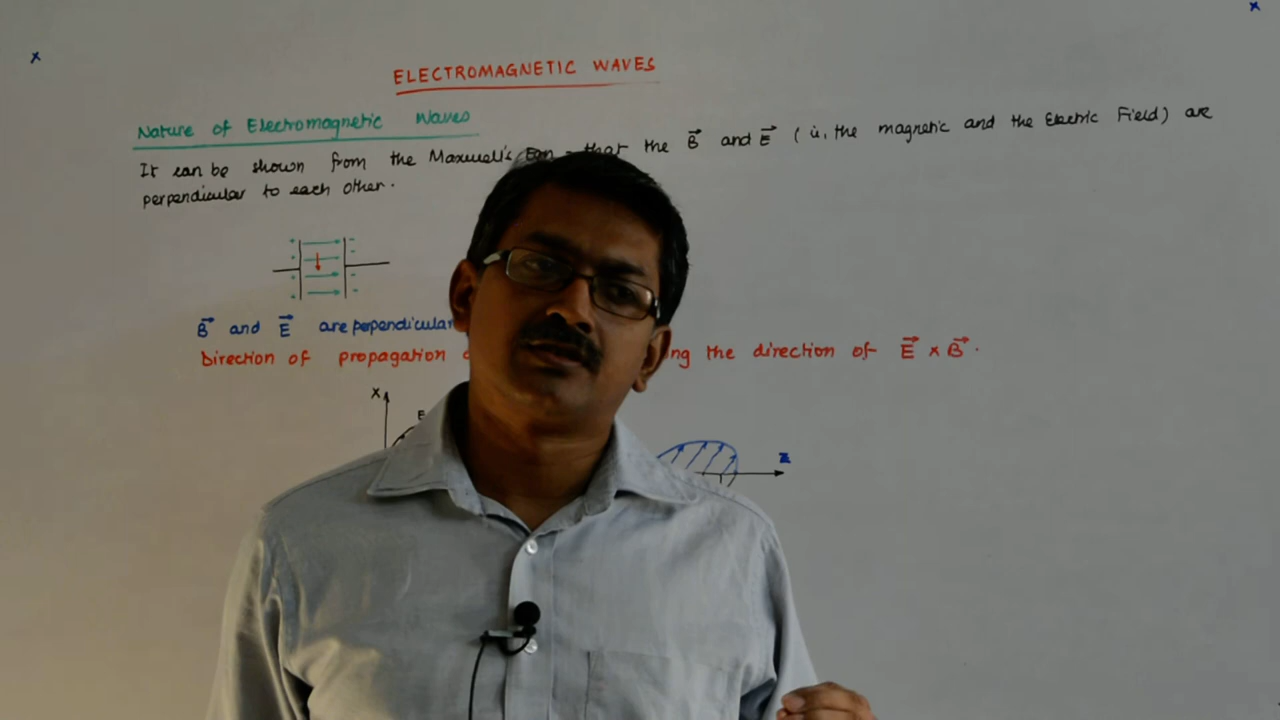 x
x
ELECTROMAGNETIC WAVES
Nature of Electromagnetic Waves
It can be shown from the Maxwell's Eqn - that the B⃗ and E⃗ ( i.e, the magnetic and the Electric Field) are
perpendicular to each other.
+ -
+ -
+ -
+ -
B⃗ and E⃗ are perpendicular
Direction of propagation ng the direction of E⃗ x B⃗ .
X
E
Z